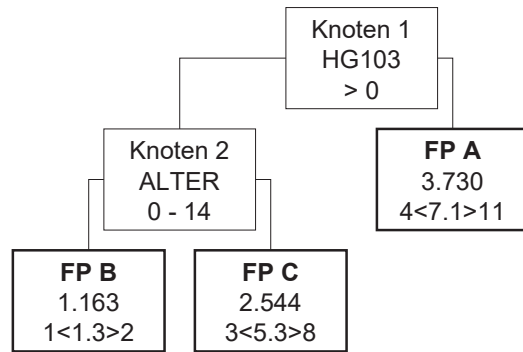 Knoten 1
HG103
> 0
Knoten 2
ALTER
0 - 14
FP A
3.730
4<7.1>11
FP B
1.163
1<1.3>2
FP C
2.544
3<5.3>8